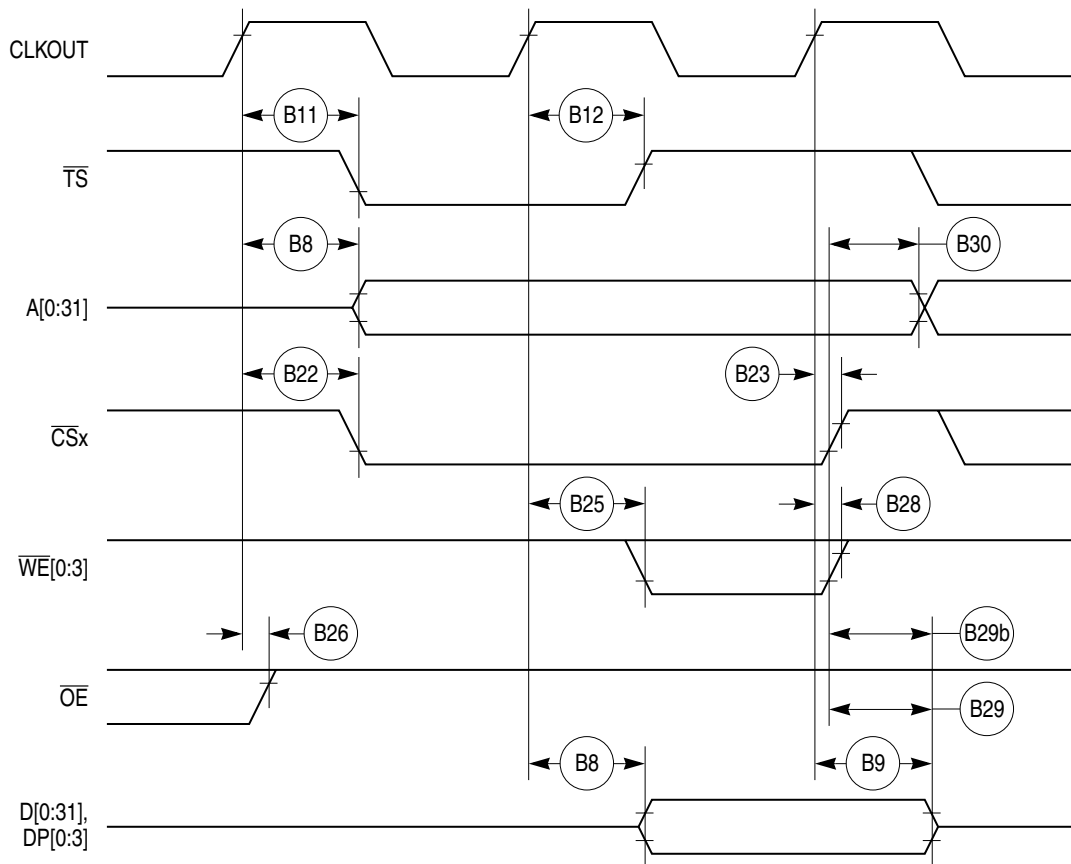 CLKOUT
B11
B12
TS
B8
B30
A[0:31]
B22
B23
CSx
B25
B28
WE[0:3]
B26
B29b
OE
B29
B8
B9
D[0:31],
DP[0:3]